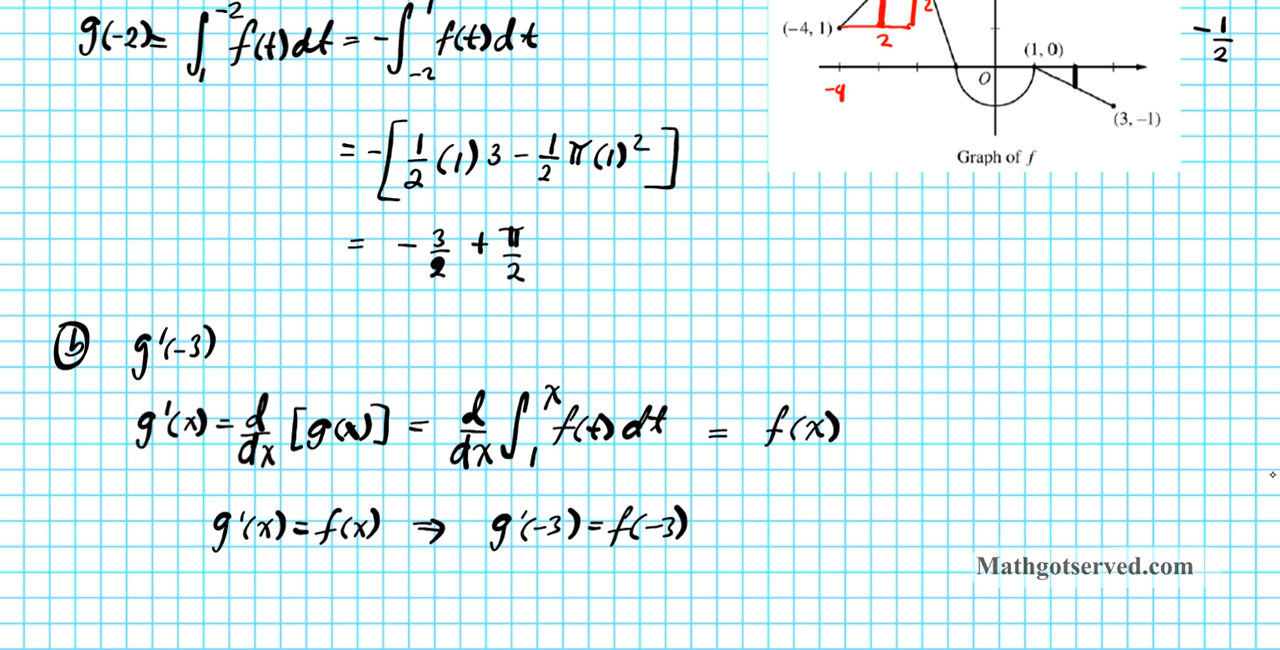 g(-2)= ∫₁⁻² f(t)dt = -∫₋₂¹ f(t)dt
= -[ 1/2 (1) 3 - 1/2 π(1)² ]
= - 3/2 + π/2
(-4, 1)
2
2
-4
O
(1, 0)
(3, −1)
Graph of f
-1/2
ⓑ g'(-3)
g'(x) = d/dx [g(x)] = d/dx ∫₁ˣ f(t) dt = f(x)
g'(x) = f(x) ⇒ g'(-3) = f(-3)
Mathgotserved.com